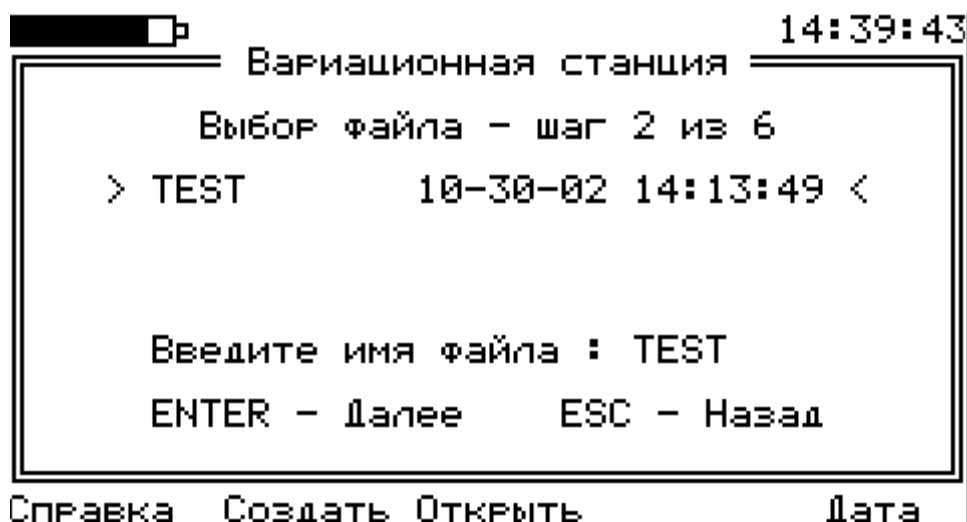 14:39:43
Вариационная станция
Выбор файла - шаг 2 из 6
> TEST 10-30-02 14:13:49 <
Введите имя файла : TEST
ENTER - Далее ESC - Назад
Справка Создать Открыть Дата